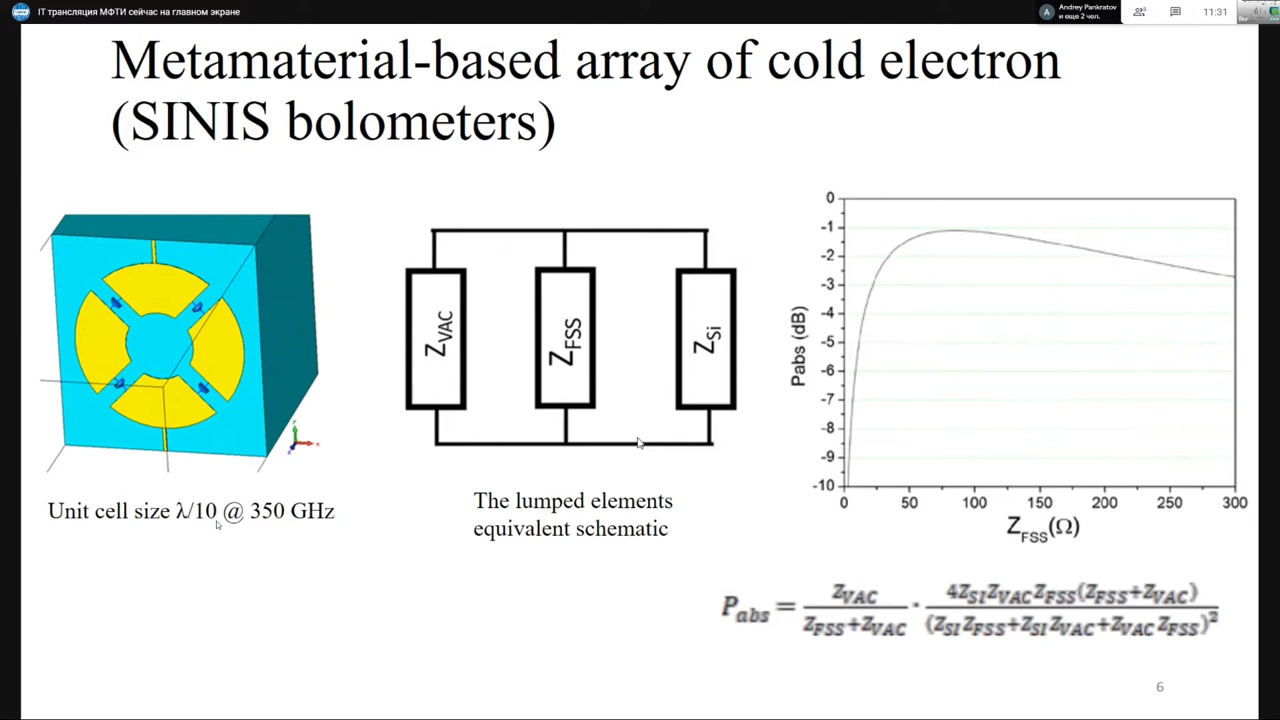 IT трансляция МФТИ сейчас на главном экране
Andrey Pankratov
и еще 2 чел.
A
11:31
Metamaterial-based array of cold electron
(SINIS bolometers)
Unit cell size λ/10 @ 350 GHz
Z_VAC
Z_FSS
Z_Si
The lumped elements
equivalent schematic
Pabs (dB)
0
-1
-2
-3
-4
-5
-6
-7
-8
-9
-10
0 50 100 150 200 250 300
Z_FSS(Ω)
P_abs = Z_VAC / (Z_FSS+Z_VAC) · 4Z_SI Z_VAC Z_FSS(Z_FSS+Z_VAC) / (Z_SI Z_FSS+Z_SI Z_VAC+Z_VAC Z_FSS)²
6